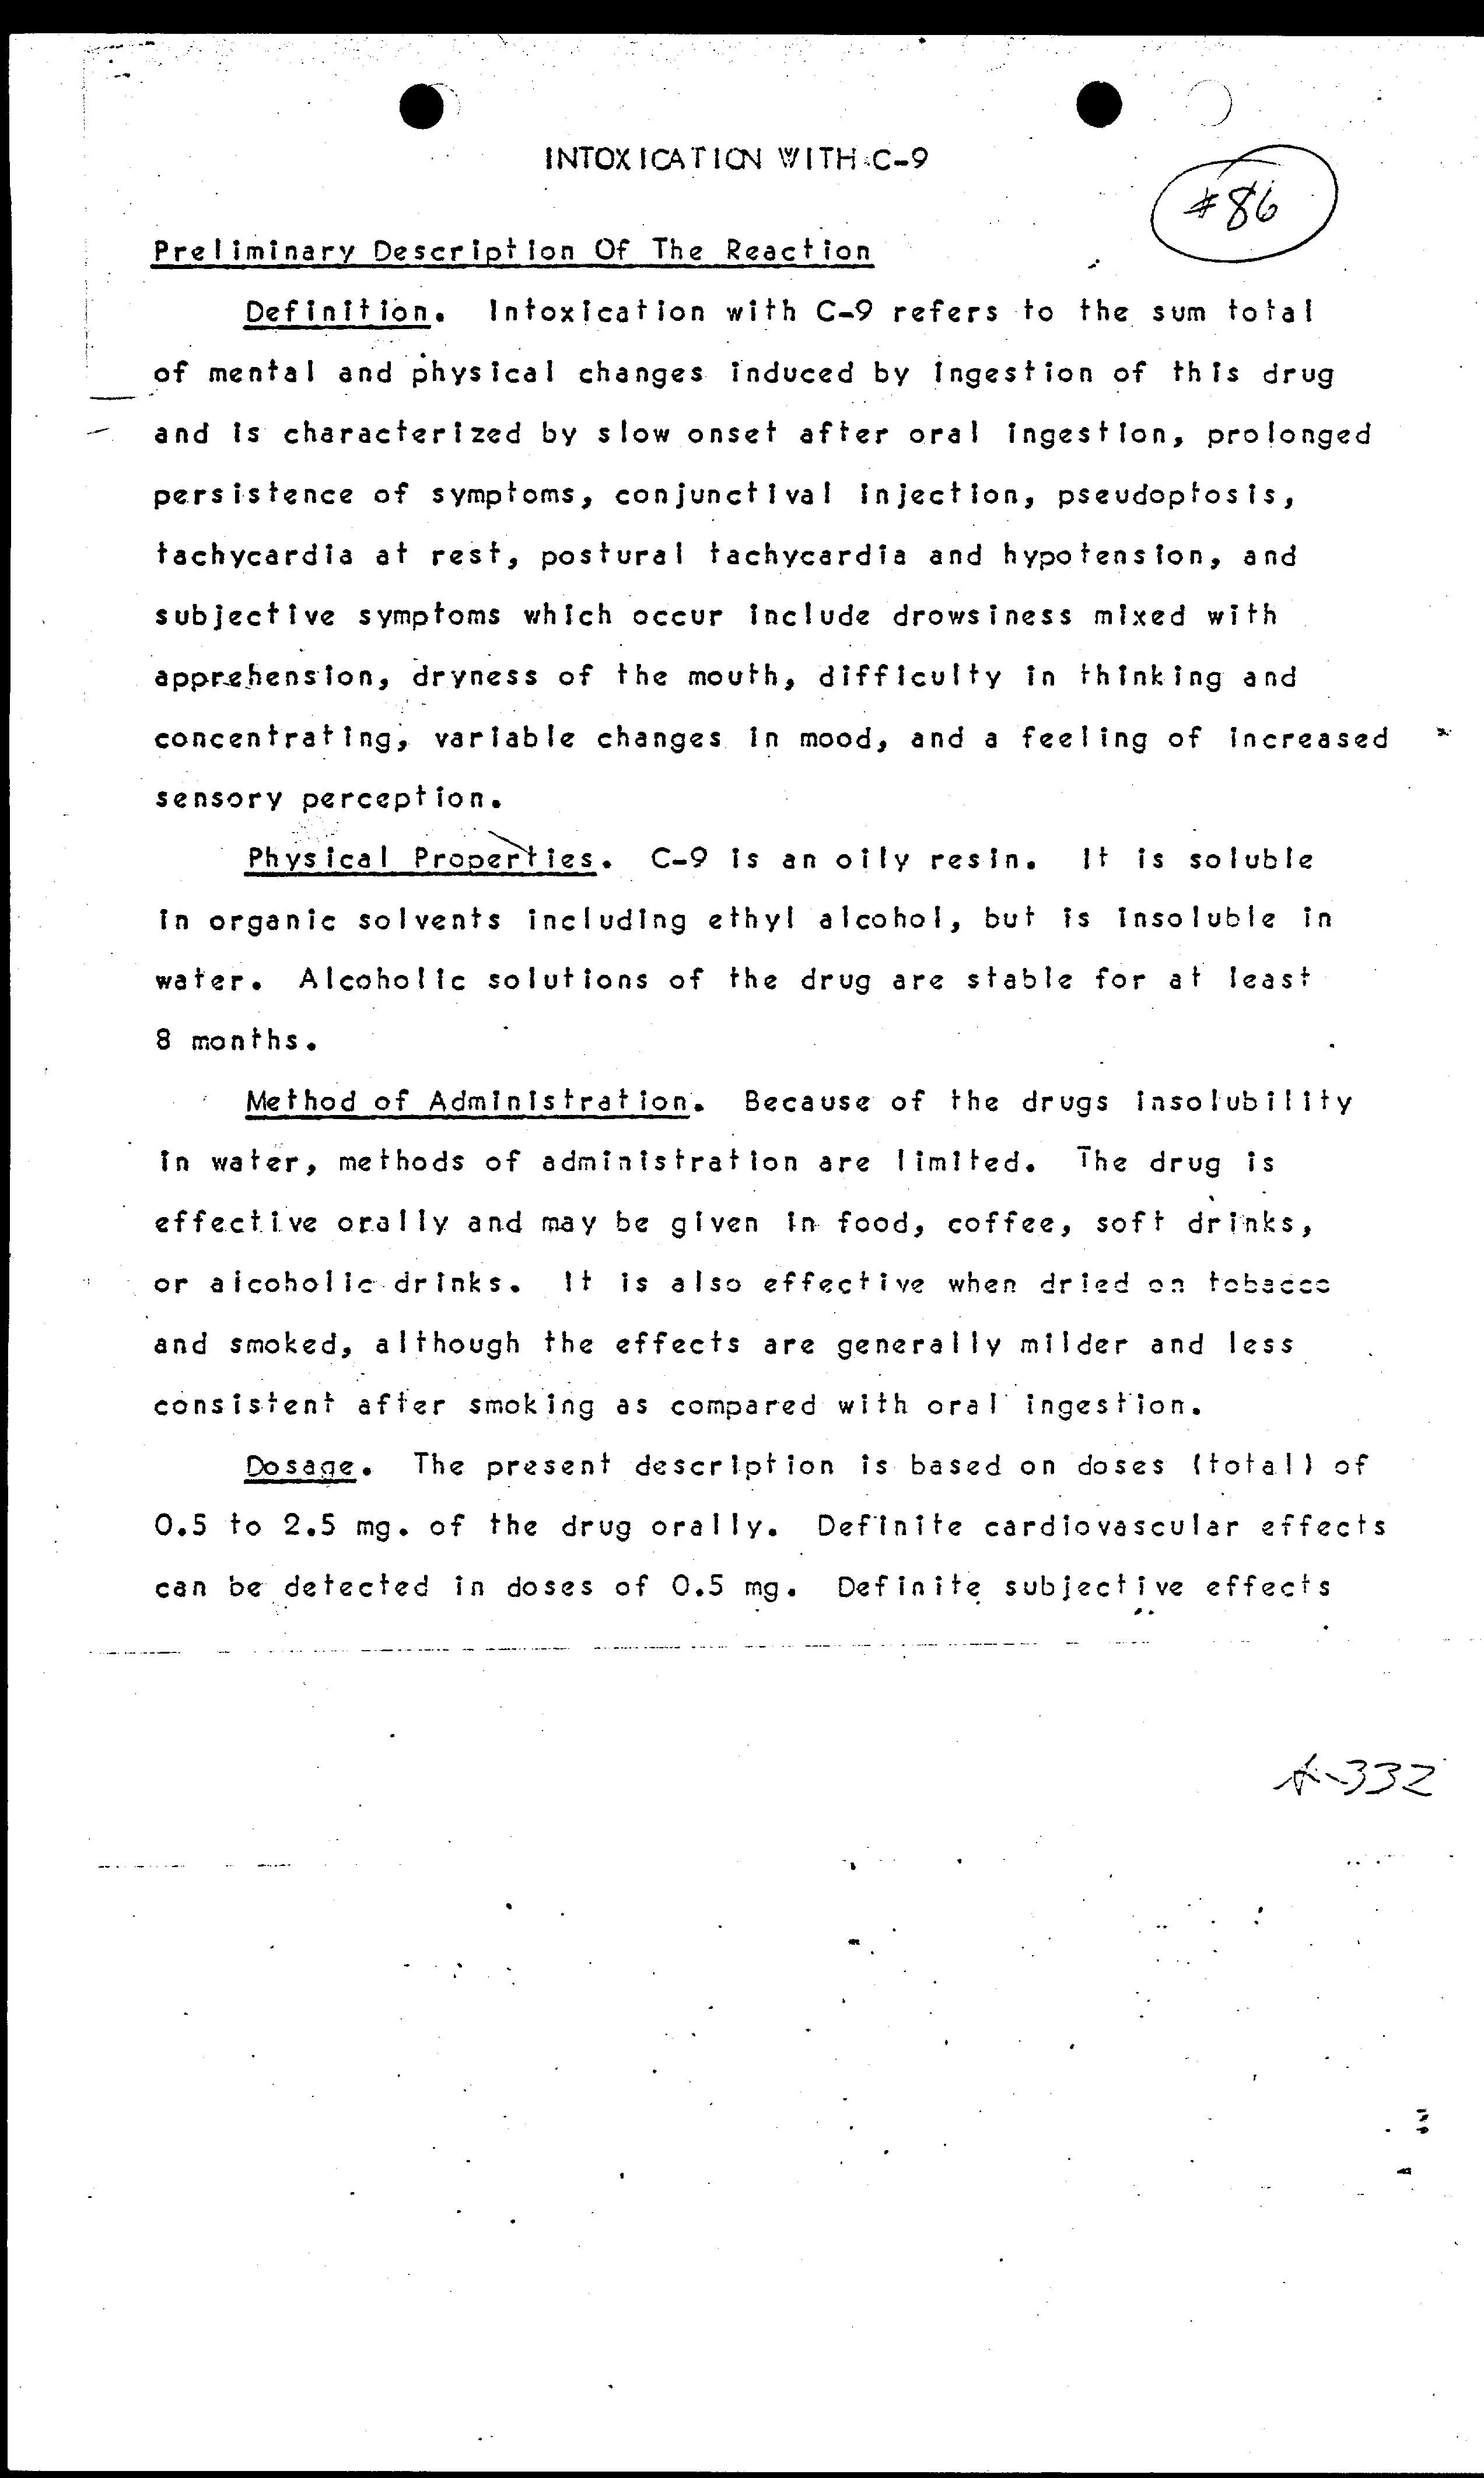 INTOXICATION WITH C-9
#86
Preliminary Description Of The Reaction
Definition. Intoxication with C-9 refers to the sum total
of mental and physical changes induced by ingestion of this drug
and is characterized by slow onset after oral ingestion, prolonged
persistence of symptoms, conjunctival injection, pseudoptosis,
tachycardia at rest, postural tachycardia and hypotension, and
subjective symptoms which occur include drowsiness mixed with
apprehension, dryness of the mouth, difficulty in thinking and
concentrating, variable changes in mood, and a feeling of increased
sensory perception.
Physical Properties. C-9 is an oily resin. It is soluble
in organic solvents including ethyl alcohol, but is insoluble in
water. Alcoholic solutions of the drug are stable for at least
8 months.
Method of Administration. Because of the drugs insolubility
in water, methods of administration are limited. The drug is
effective orally and may be given in food, coffee, soft drinks,
or alcoholic drinks. It is also effective when dried on tobacco
and smoked, although the effects are generally milder and less
consistent after smoking as compared with oral ingestion.
Dosage. The present description is based on doses (total) of
0.5 to 2.5 mg. of the drug orally. Definite cardiovascular effects
can be detected in doses of 0.5 mg. Definite subjective effects
A-332